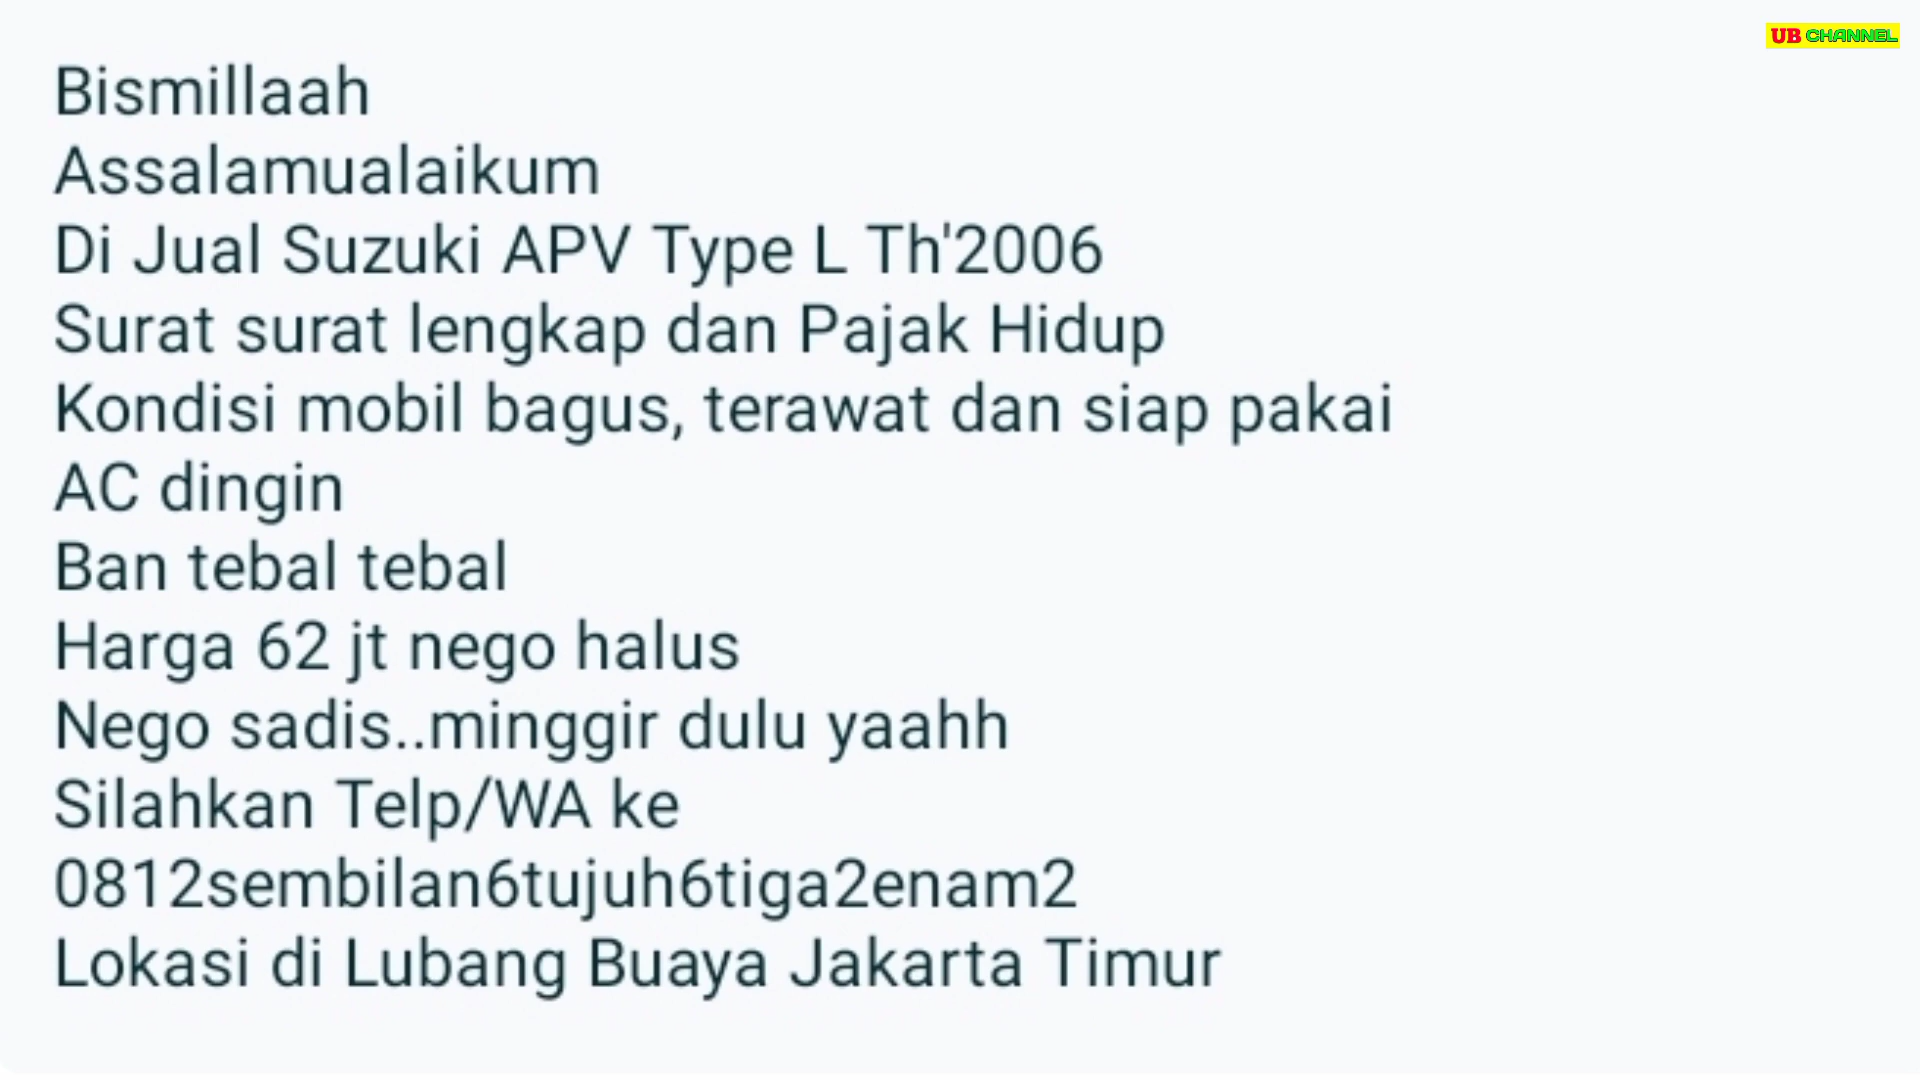 UB CHANNEL
Bismillaah
Assalamualaikum
Di Jual Suzuki APV Type L Th'2006
Surat surat lengkap dan Pajak Hidup
Kondisi mobil bagus, terawat dan siap pakai
AC dingin
Ban tebal tebal
Harga 62 jt nego halus
Nego sadis..minggir dulu yaahh
Silahkan Telp/WA ke
0812sembilan6tujuh6tiga2enam2
Lokasi di Lubang Buaya Jakarta Timur